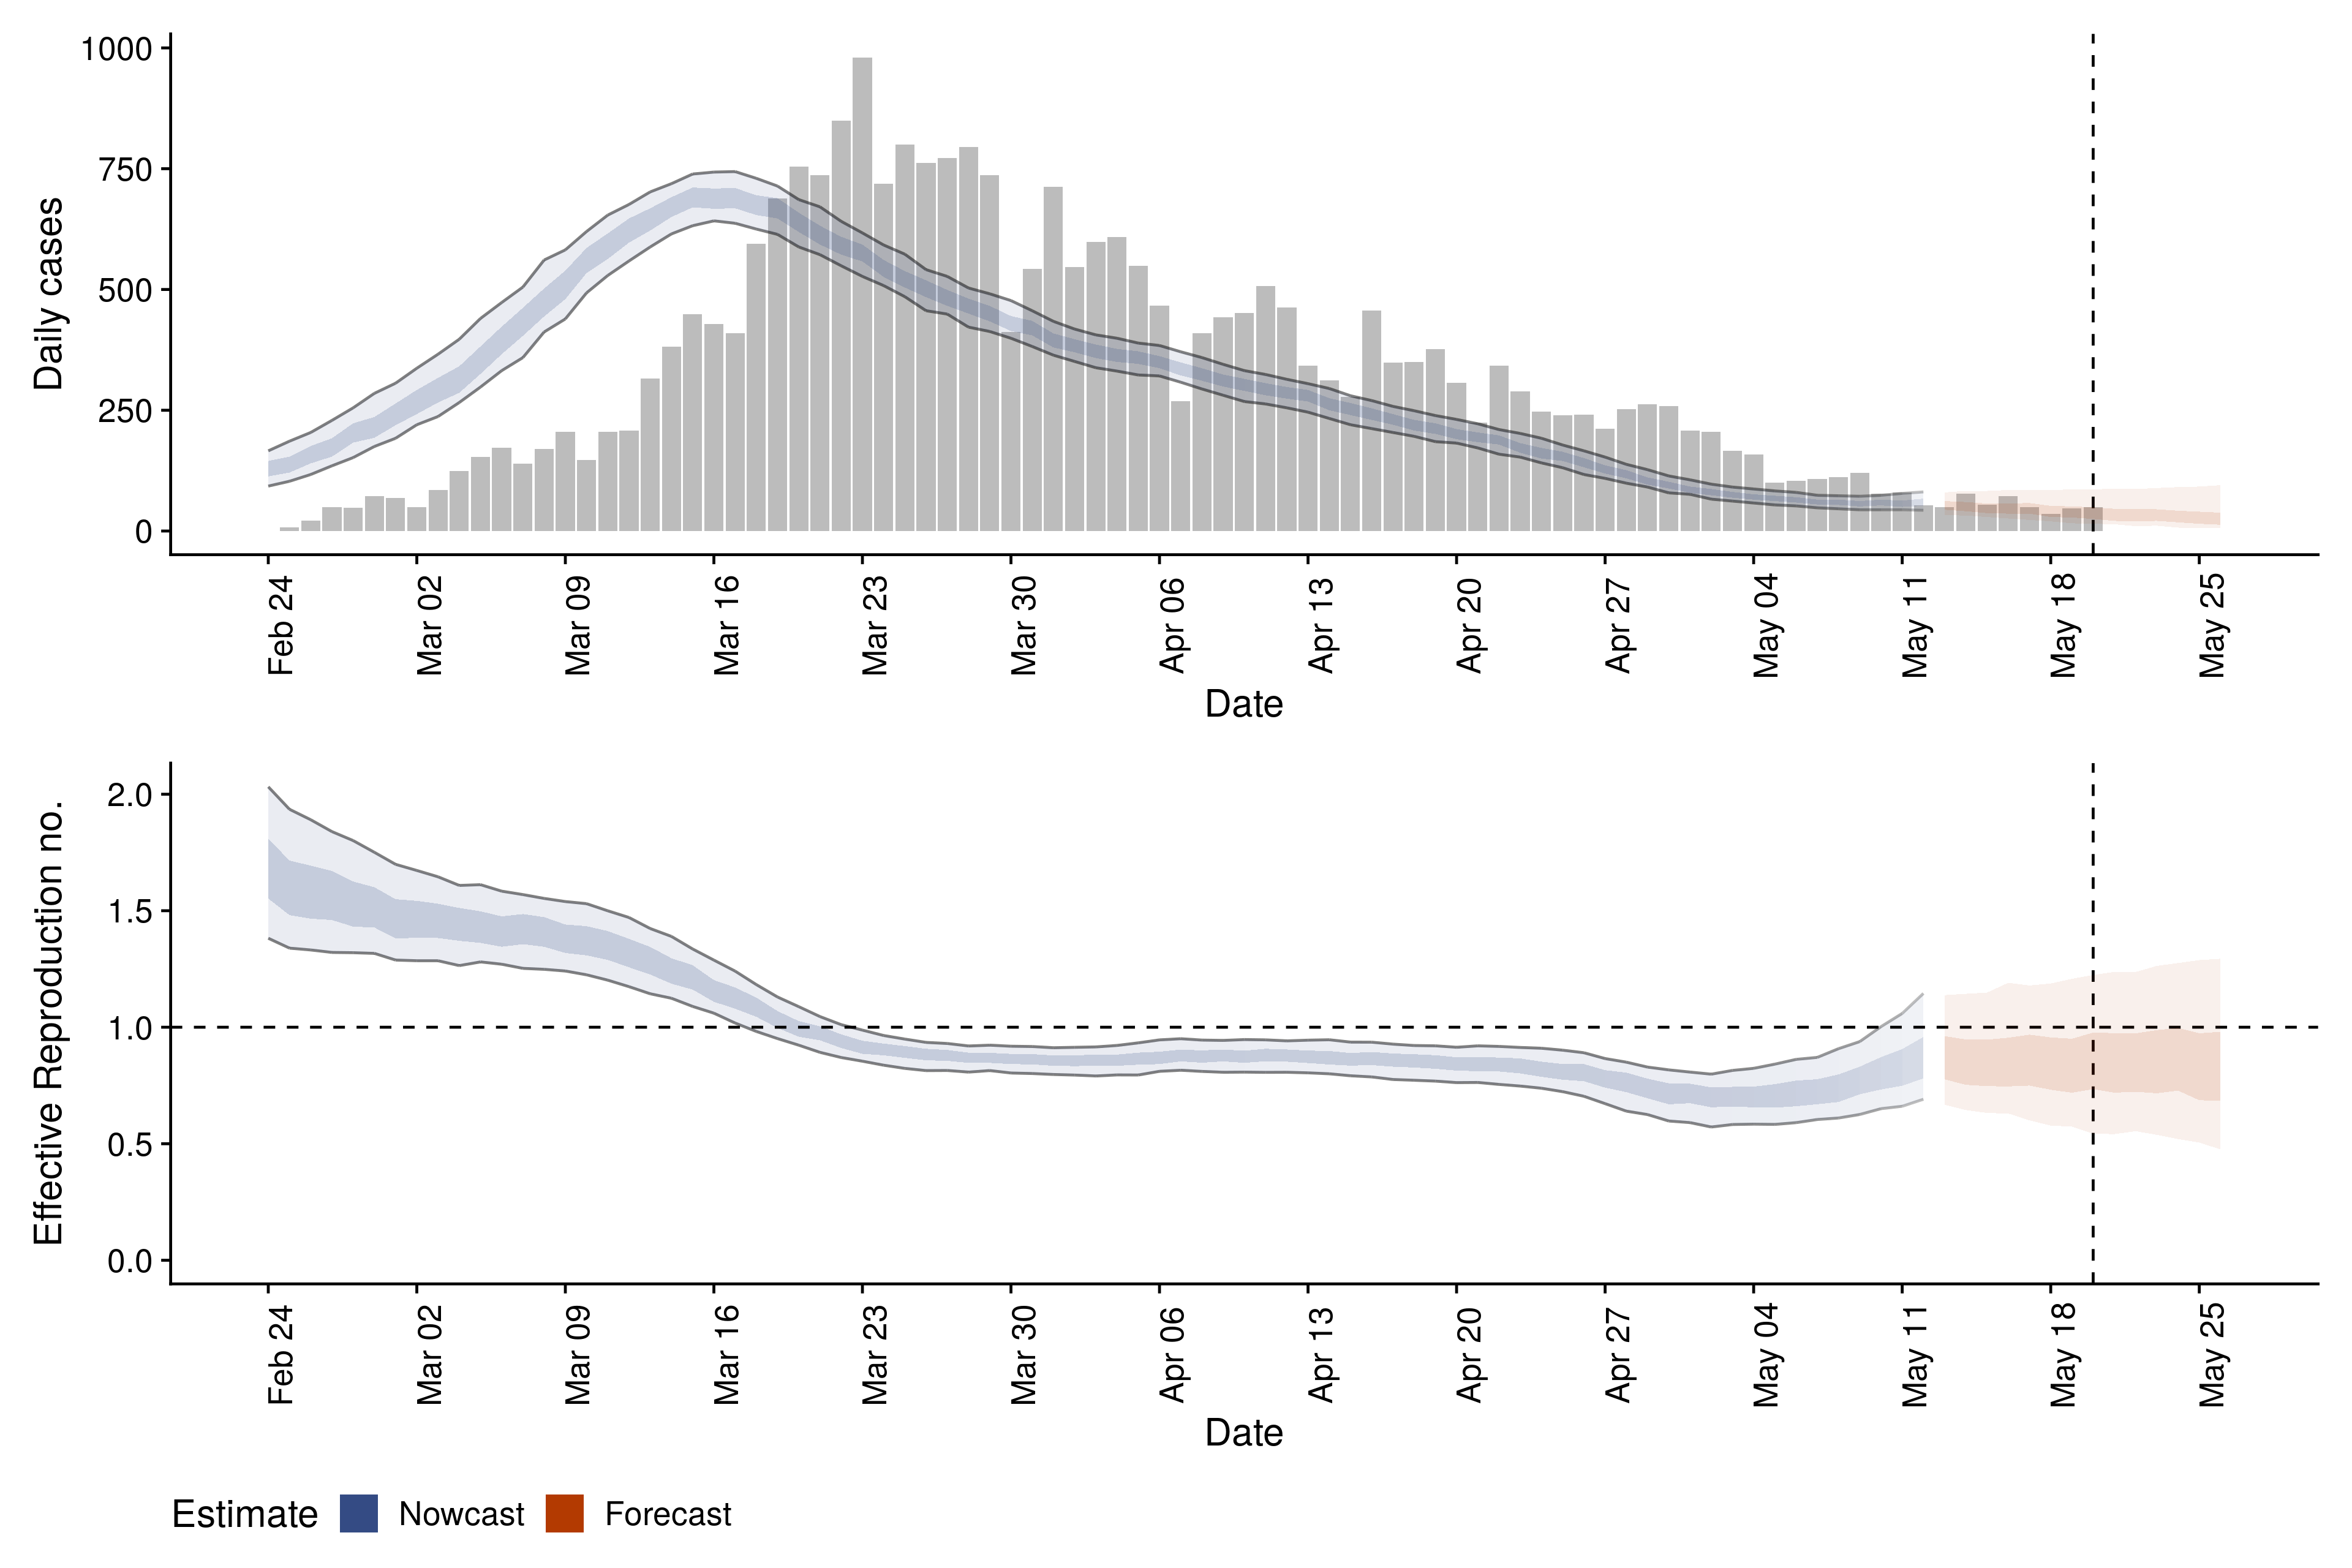 1000
750
500
250
0
Daily cases
Feb 24
Mar 02
Mar 09
Mar 16
Mar 23
Mar 30
Apr 06
Apr 13
Apr 20
Apr 27
May 04
May 11
May 18
May 25
Date
2.0
1.5
1.0
0.5
0.0
Effective Reproduction no.
Feb 24
Mar 02
Mar 09
Mar 16
Mar 23
Mar 30
Apr 06
Apr 13
Apr 20
Apr 27
May 04
May 11
May 18
May 25
Date
Estimate Nowcast Forecast